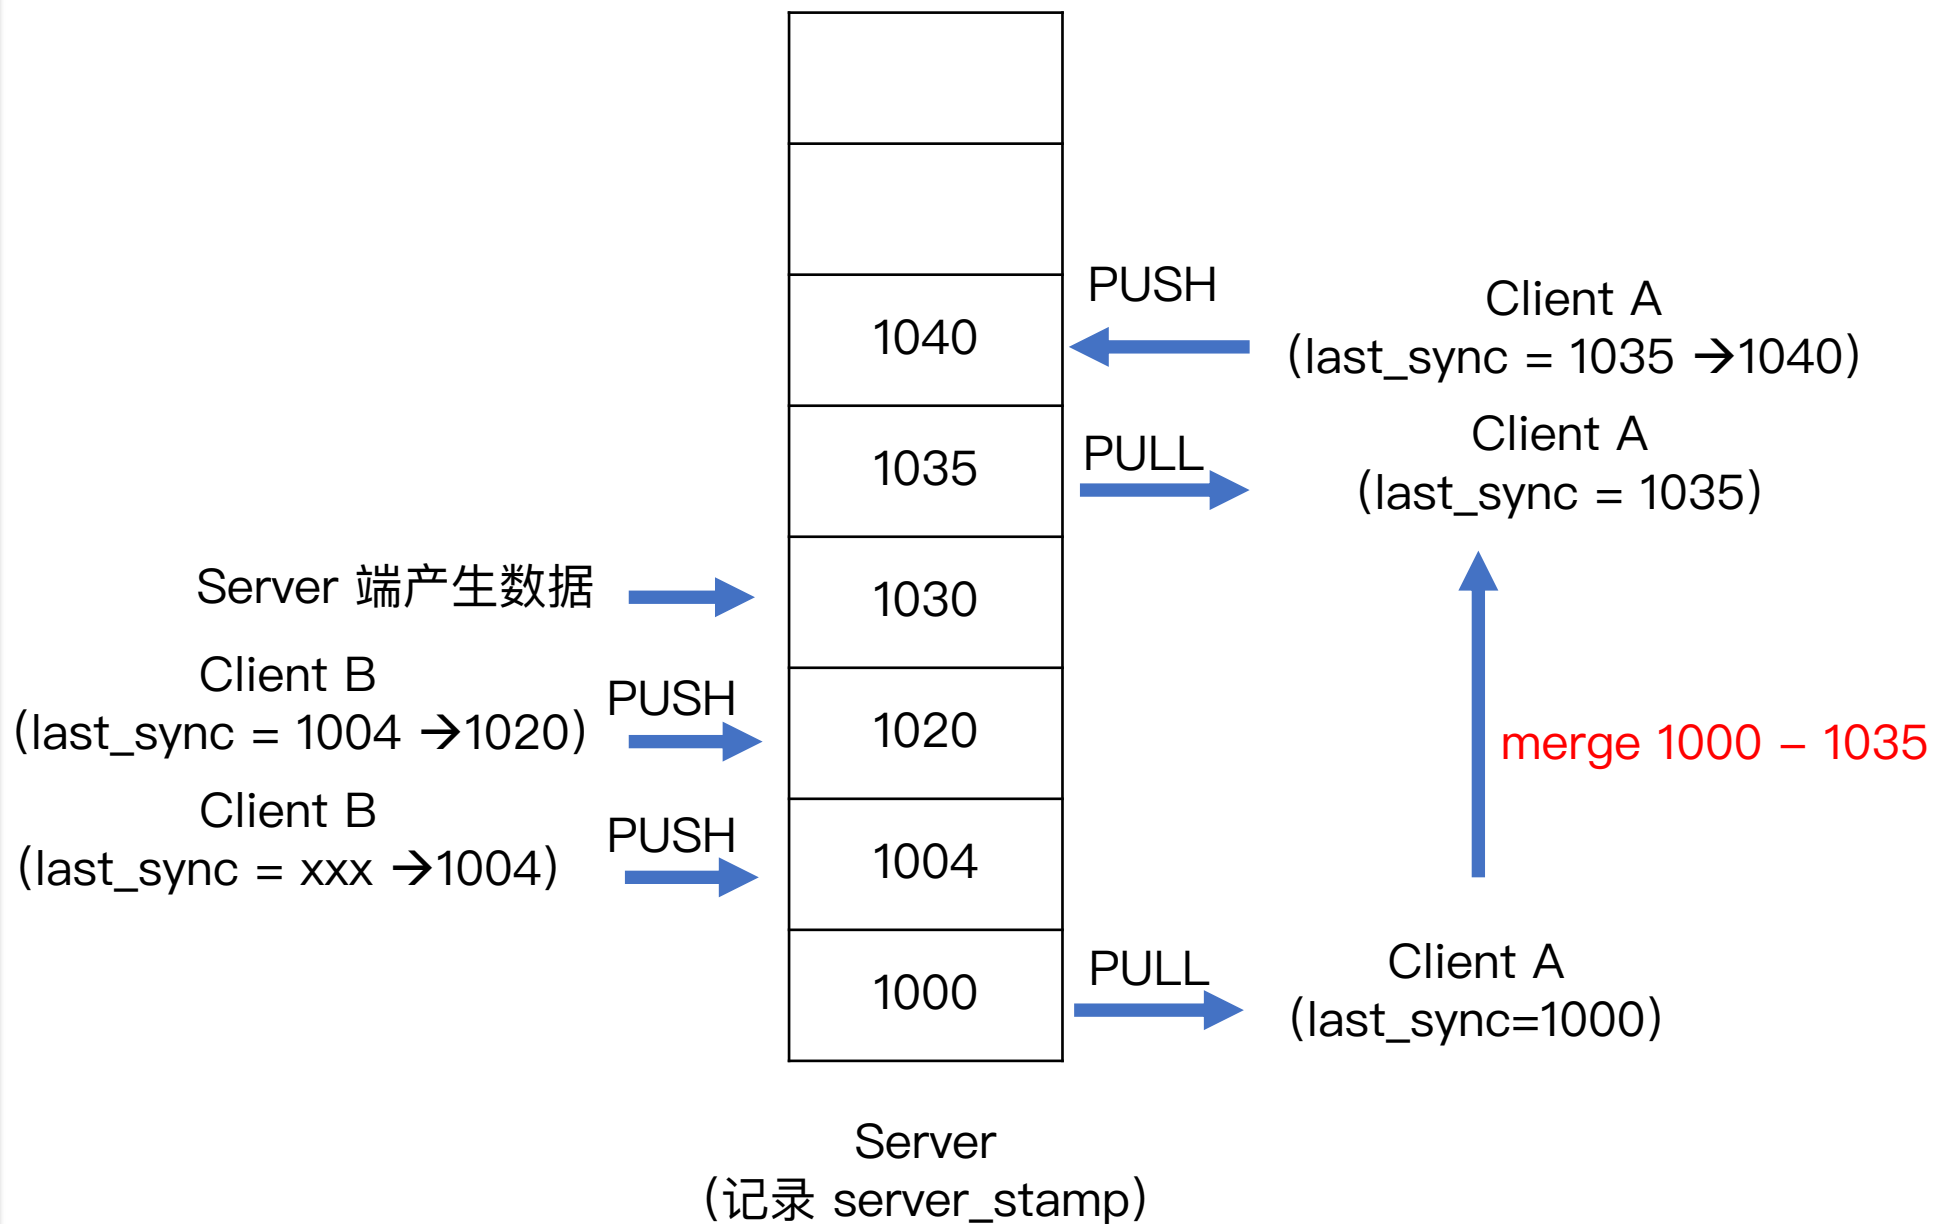 PUSH
Client A
(last_sync = 1035 →1040)
1040
PULL
Client A
(last_sync = 1035)
1035
Server 端产生数据
1030
Client B
(last_sync = 1004 →1020)
PUSH
1020
merge 1000 – 1035
Client B
(last_sync = xxx →1004)
PUSH
1004
1000
PULL
Client A
(last_sync=1000)
Server
(记录 server_stamp)